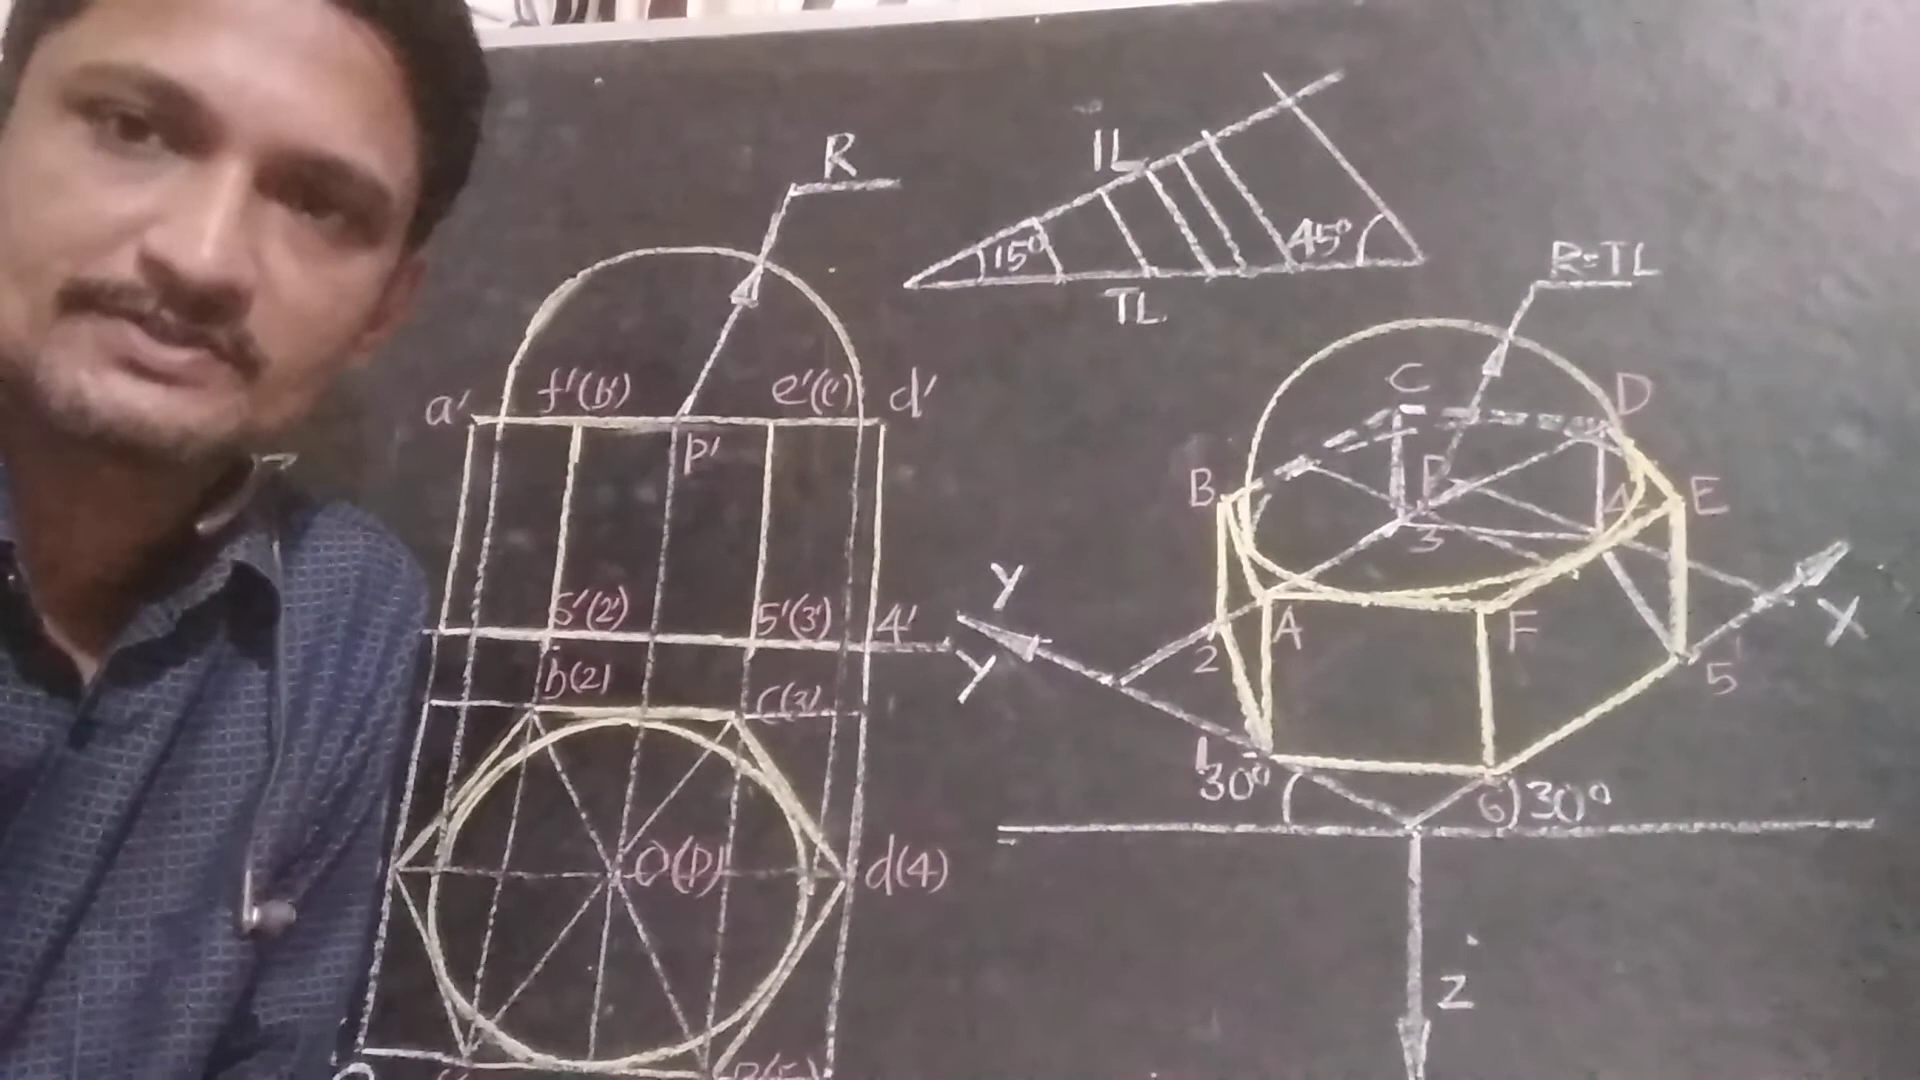 R
a'
f'(b')
e'(c')
d'
p'
6'(2')
5'(3')
4'
Y
b(2)
c(3)
O(p)
d(4)
IL
15°
45°
TL
R=TL
C
D
B
P
4
E
3
Y
X
2
A
F
5
1
30°
6
30°
Z